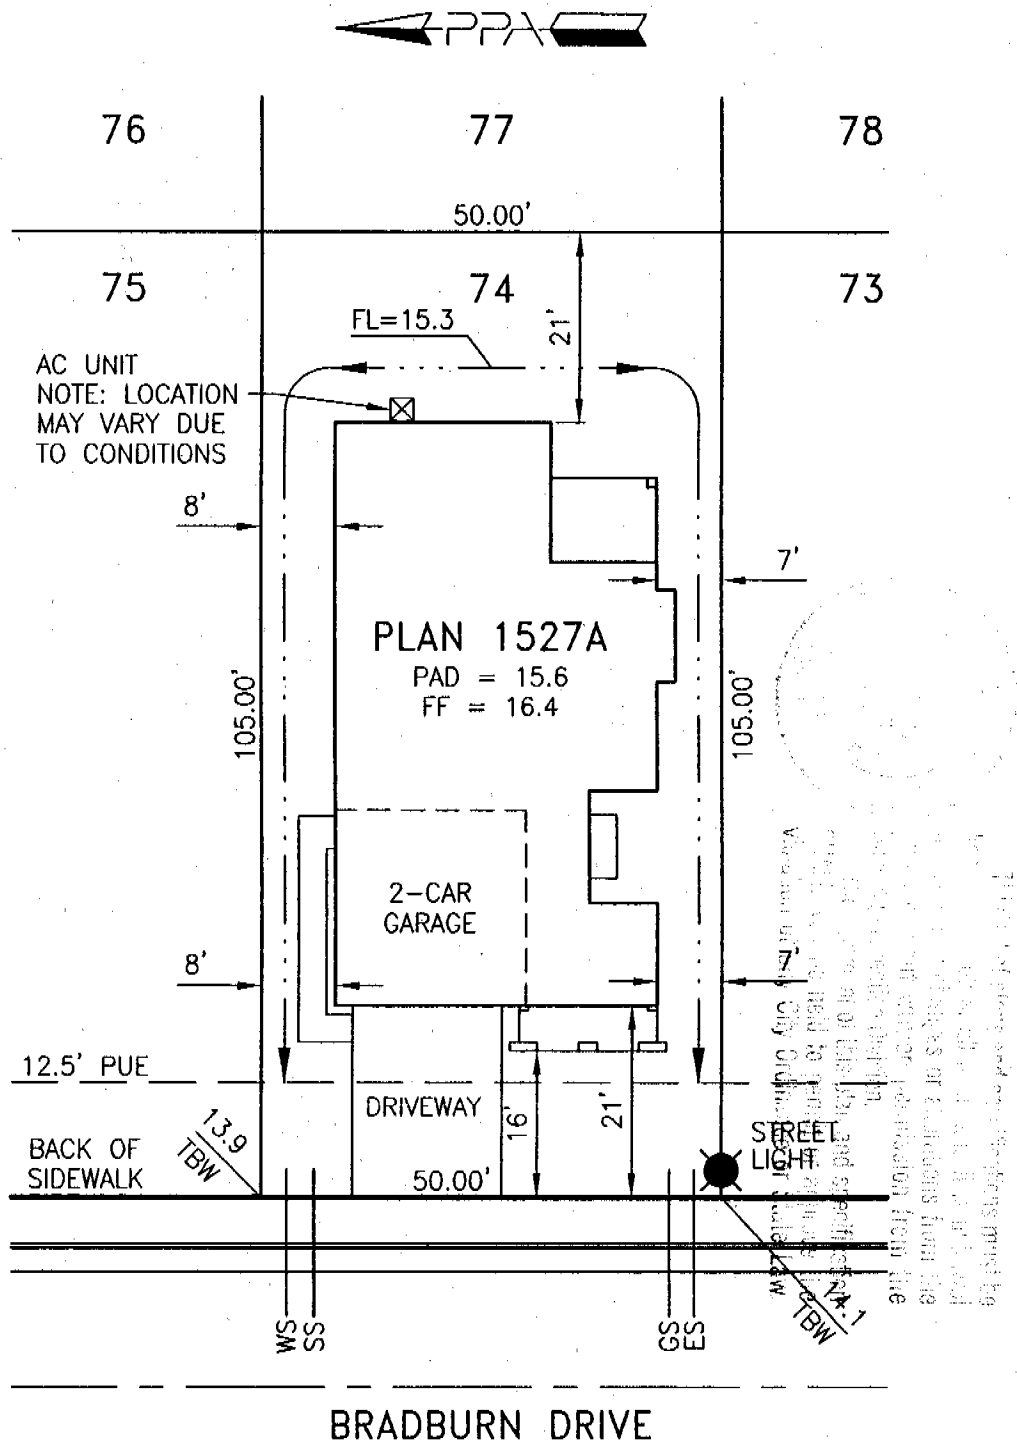 PPA
76
77
78
50.00'
75
74
73
FL=15.3
21'
AC UNIT
NOTE: LOCATION
MAY VARY DUE
TO CONDITIONS
8'
7'
PLAN 1527A
PAD = 15.6
FF = 16.4
105.00'
105.00'
2-CAR
GARAGE
8'
7'
12.5' PUE
DRIVEWAY
16'
21'
13.9
TBW
BACK OF
SIDEWALK
50.00'
STREET
LIGHT
WS
SS
GS
ES
14.1
TBW
BRADBURN DRIVE